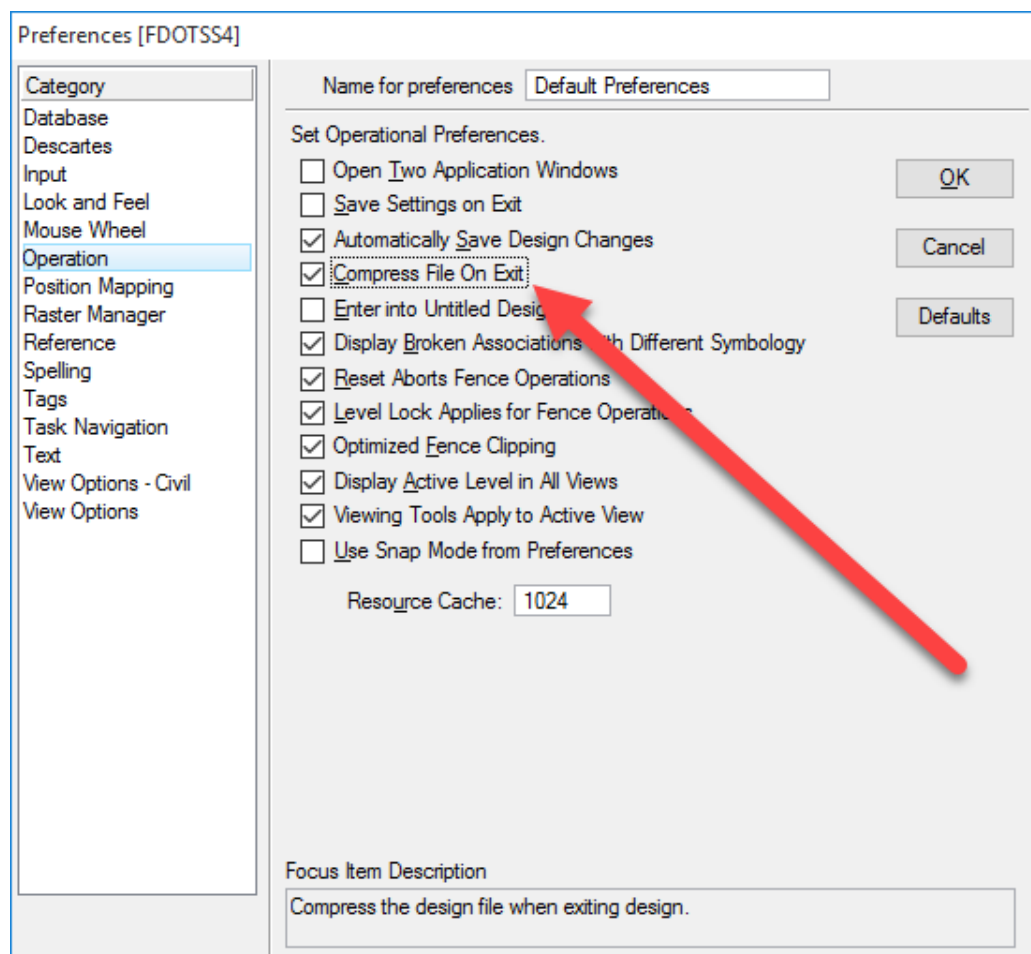 Preferences [FDOTSS4]
Category
Database
Descartes
Input
Look and Feel
Mouse Wheel
Operation
Position Mapping
Raster Manager
Reference
Spelling
Tags
Task Navigation
Text
View Options - Civil
View Options
Name for preferences Default Preferences
Set Operational Preferences.
Open Two Application Windows
Save Settings on Exit
Automatically Save Design Changes
Compress File On Exit
Enter into Untitled
Display Broken Associations Different Symbology
Reset Aborts Fence Operations
Level Lock Applies for Fence
Optimized Fence Clipping
Display Active Level in All Views
Viewing Tools Apply to Active View
Use Snap Mode from Preferences
Resource Cache: 1024
OK
Cancel
Defaults
Focus Item Description
Compress the design file when exiting design.